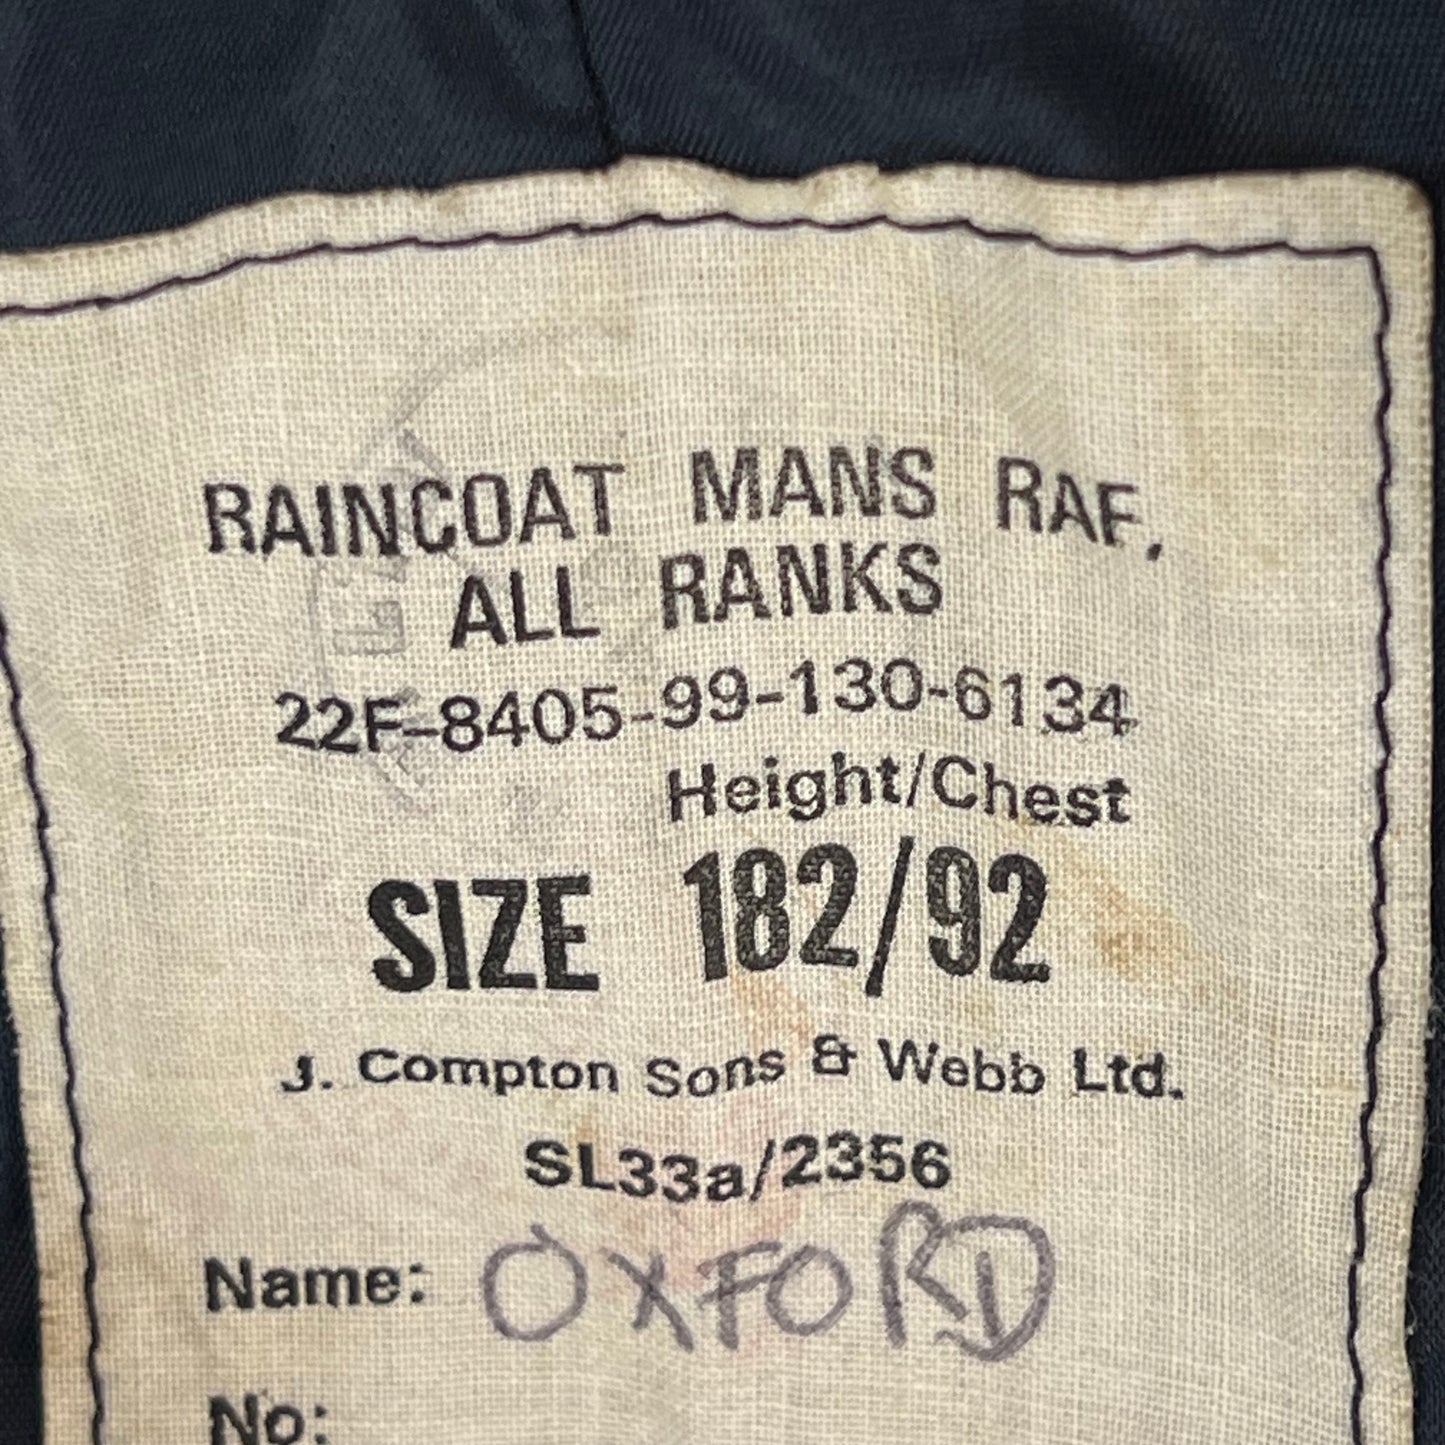 RAINCOAT MANS RAF.
ALL RANKS
22F-8405-99-130-6134
Height/Chest
SIZE 182/92
J. Compton Sons & Webb Ltd.
SL33a/2356
Name: OXFORD
No: